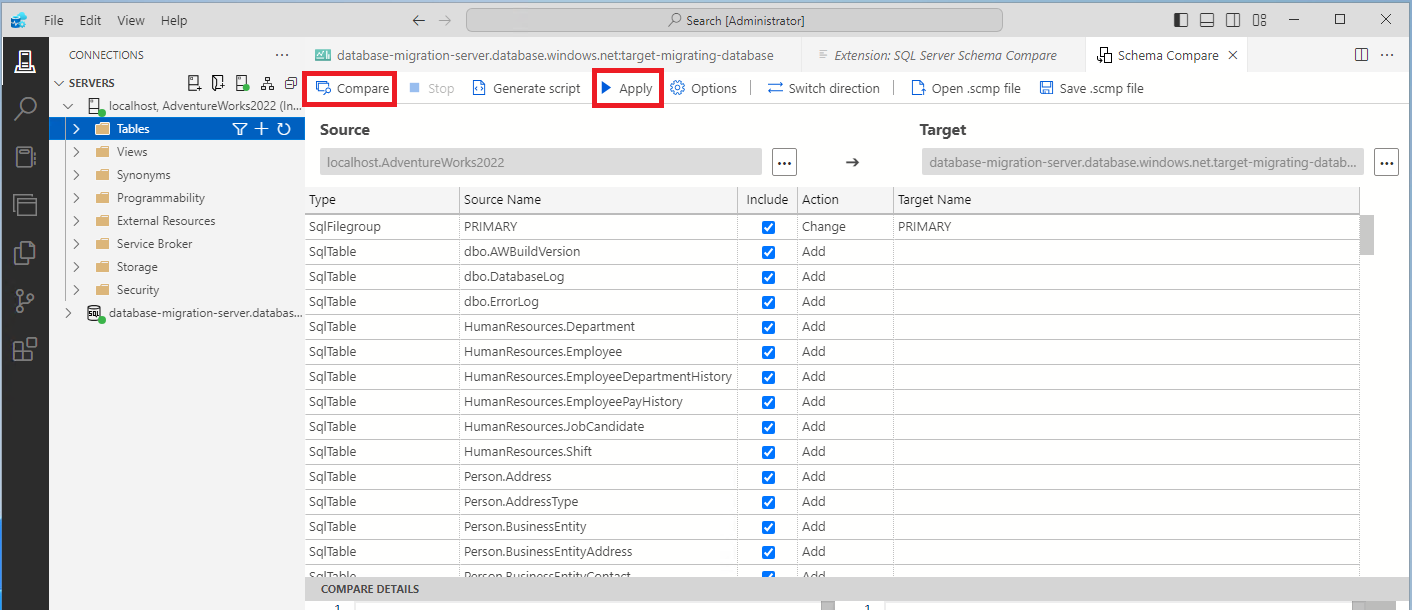 File Edit View Help Search [Administrator]
CONNECTIONS ...
database-migration-server.database.windows.net:target-migrating-database Extension: SQL Server Schema Compare Schema Compare
SERVERS
Compare Stop Generate script Apply Options Switch direction Open .scmp file Save .scmp file
localhost, AdventureWorks2022 (In...
Tables
Views
Synonyms
Programmability
External Resources
Service Broker
Storage
Security
SQL database-migration-server.databas...
Source Target
localhost.AdventureWorks2022 ... database-migration-server.database.windows.net.target-migrating-datab... ...
Type Source Name Include Action Target Name
SqlFilegroup PRIMARY Change PRIMARY
SqlTable dbo.AWBuildVersion Add
SqlTable dbo.DatabaseLog Add
SqlTable dbo.ErrorLog Add
SqlTable HumanResources.Department Add
SqlTable HumanResources.Employee Add
SqlTable HumanResources.EmployeeDepartmentHistory Add
SqlTable HumanResources.EmployeePayHistory Add
SqlTable HumanResources.JobCandidate Add
SqlTable HumanResources.Shift Add
SqlTable Person.Address Add
SqlTable Person.AddressType Add
SqlTable Person.BusinessEntity Add
SqlTable Person.BusinessEntityAddress Add
SqlTable Person.BusinessEntityContact Add
COMPARE DETAILS
1 1